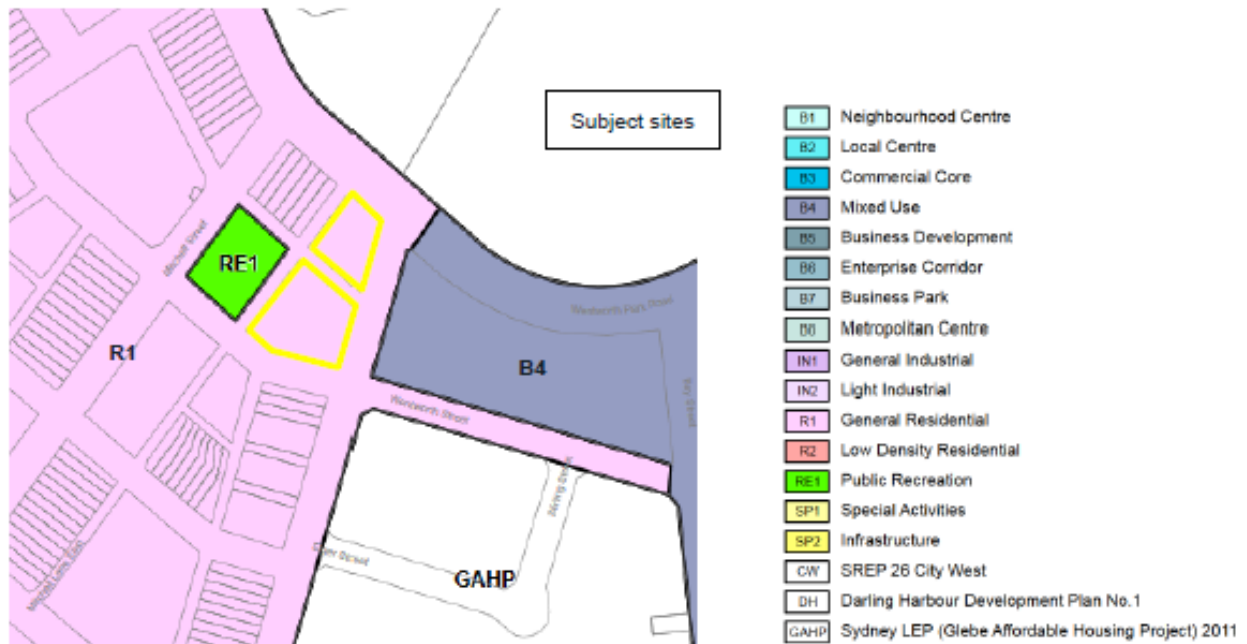 Subject sites
Mitchell Street
RE1
R1
B4
Wentworth Park Road
Wentworth Street
GAHP
B1 Neighbourhood Centre
B2 Local Centre
B3 Commercial Core
B4 Mixed Use
B5 Business Development
B6 Enterprise Corridor
B7 Business Park
B8 Metropolitan Centre
IN1 General Industrial
IN2 Light Industrial
R1 General Residential
R2 Low Density Residential
RE1 Public Recreation
SP1 Special Activities
SP2 Infrastructure
CW SREP 26 City West
DH Darling Harbour Development Plan No.1
GAHP Sydney LEP (Glebe Affordable Housing Project) 2011